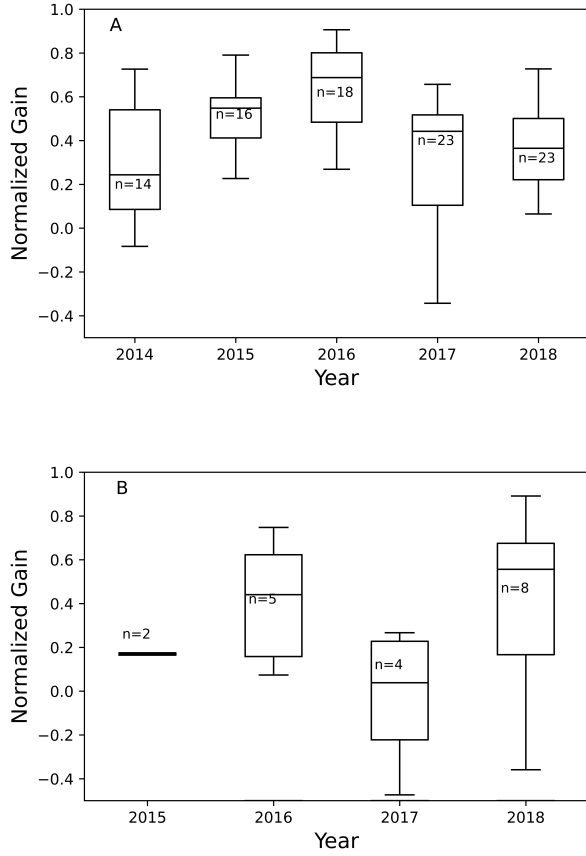 A
1.0
0.8
0.6
0.4
0.2
0.0
−0.2
−0.4
Normalized Gain
n=14
n=16
n=18
n=23
n=23
2014 2015 2016 2017 2018
Year
B
1.0
0.8
0.6
0.4
0.2
0.0
−0.2
−0.4
Normalized Gain
n=2
n=5
n=4
n=8
2015 2016 2017 2018
Year